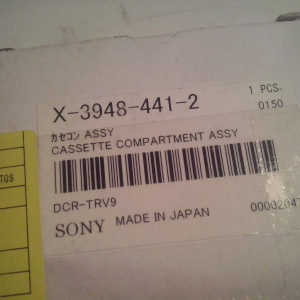 X-3948-441-2
1 PCS-
0150
カセコン ASSY
CASSETTE COMPARTMENT ASSY
DCR-TRV9
SONY MADE IN JAPAN
TOS